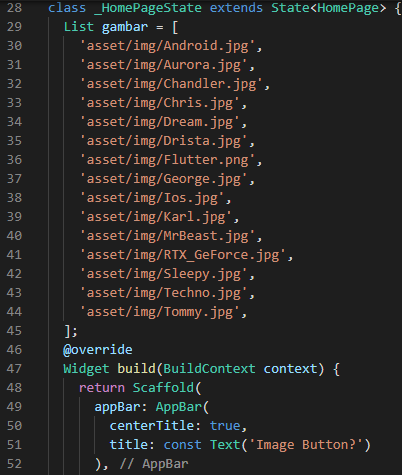 28 class _HomePageState extends State<HomePage> {
29   List gambar = [
30     'asset/img/Android.jpg',
31     'asset/img/Aurora.jpg',
32     'asset/img/Chandler.jpg',
33     'asset/img/Chris.jpg',
34     'asset/img/Dream.jpg',
35     'asset/img/Drista.jpg',
36     'asset/img/Flutter.png',
37     'asset/img/George.jpg',
38     'asset/img/Ios.jpg',
39     'asset/img/Karl.jpg',
40     'asset/img/MrBeast.jpg',
41     'asset/img/RTX_GeForce.jpg',
42     'asset/img/Sleepy.jpg',
43     'asset/img/Techno.jpg',
44     'asset/img/Tommy.jpg',
45   ];
46   @override
47   Widget build(BuildContext context) {
48     return Scaffold(
49       appBar: AppBar(
50         centerTitle: true,
51         title: const Text('Image Button?')
52       ), // AppBar